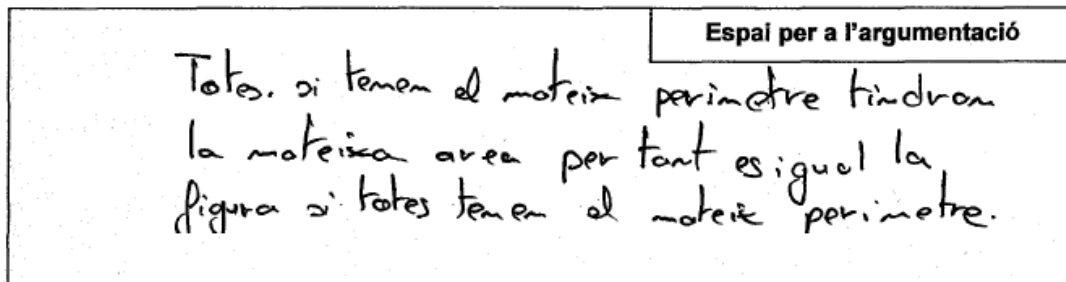 Espai per a l'argumentació
Totes. si tenen el mateix perimetre tindran
la mateixa area per tant es igual la
figura si totes tenen el mateix perimetre.